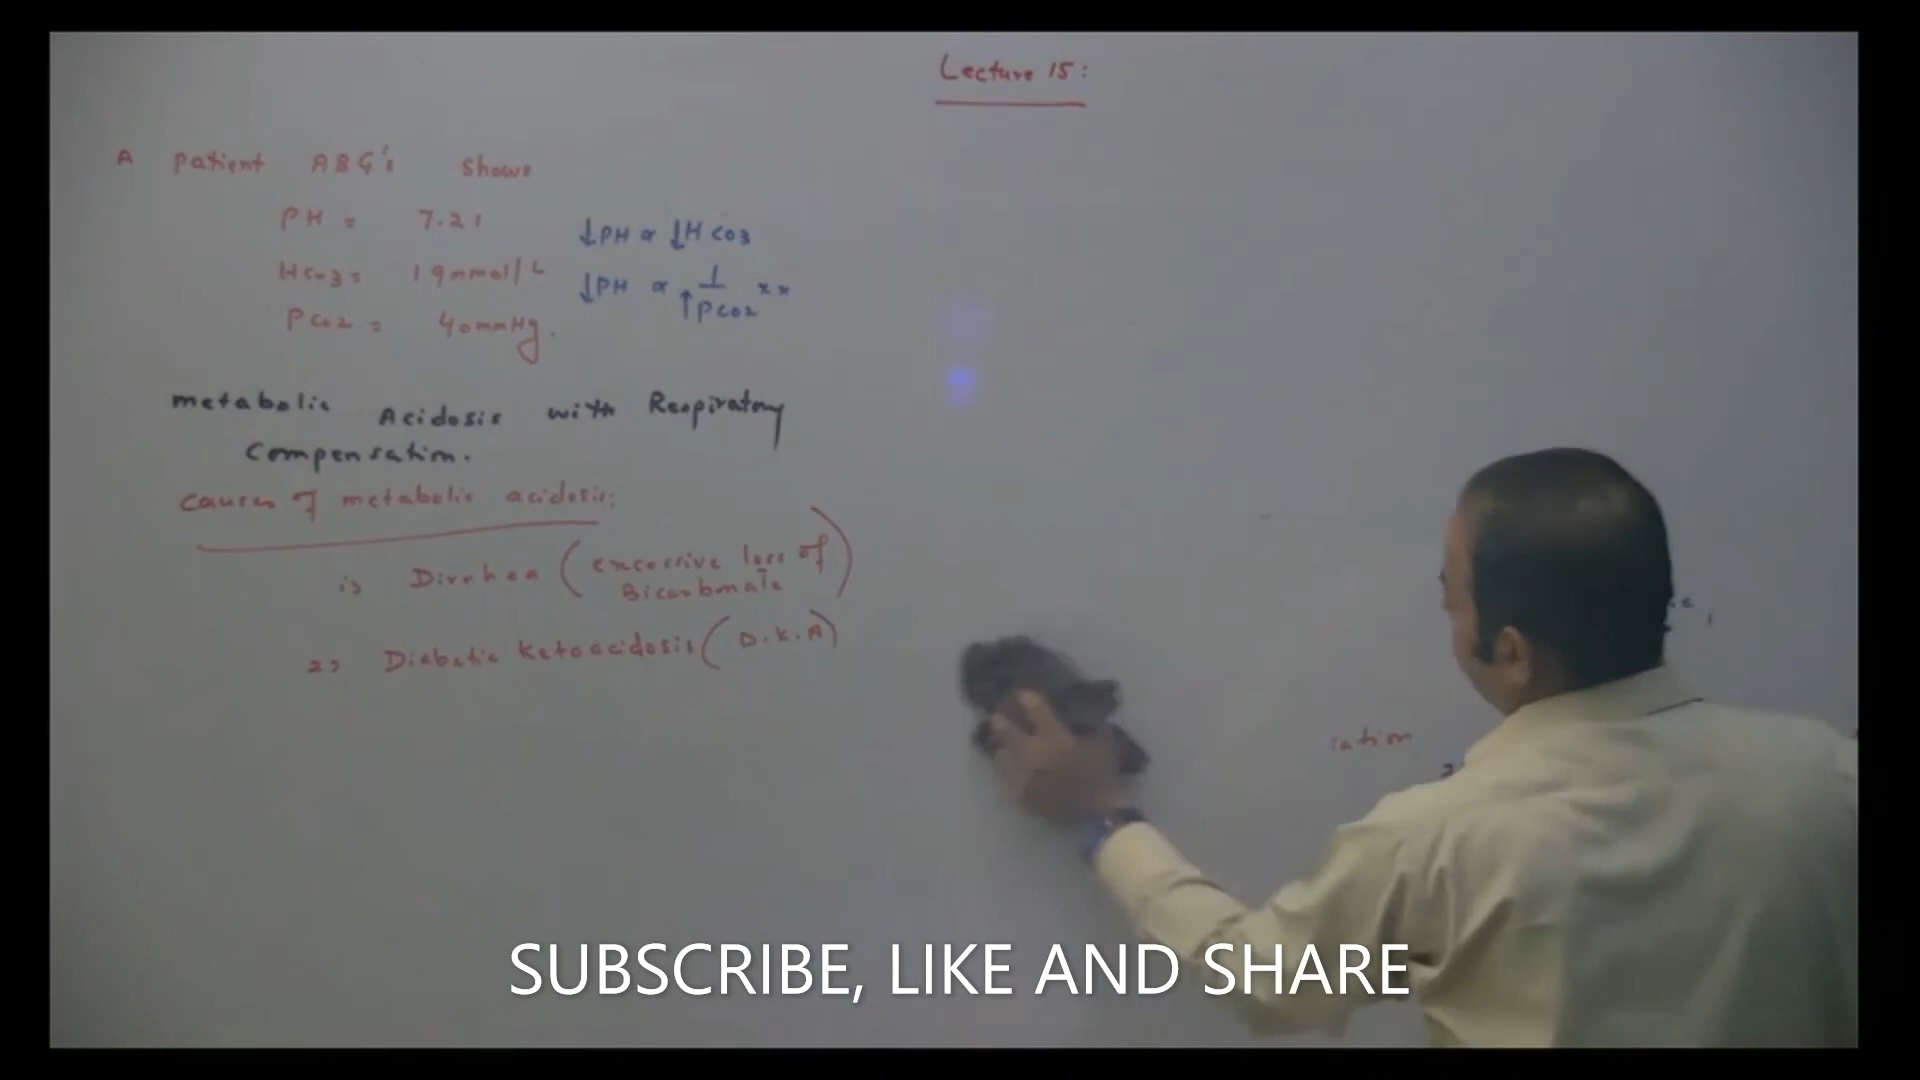 Lecture 15:
A patient ABG's shows
PH = 7.21
HCO3 = 19mmol/L
PCO2 = 40mmHg.
↓PH ∝ ↓HCO3
↓PH ∝ 1/↑PCO2 xx
metabolic Acidosis with Respiratory
Compensation.
causes of metabolic acidosis:
1) Dirrhea (excessive loss of
Bicarbonate)
2) Diabetic ketoacidosis (D.K.A)
SUBSCRIBE, LIKE AND SHARE